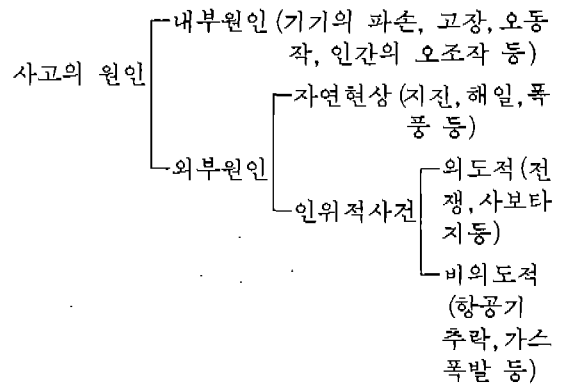 사고의 원인
내부원인 (기기의 파손, 고장, 오동
작, 인간의 오조작 등)
외부원인
자연현상 (지진, 해일, 폭
풍 등)
인위적사건
의도적 (전
쟁, 사보타
지등)
비의도적
(항공기
추락, 가스
폭발 등)